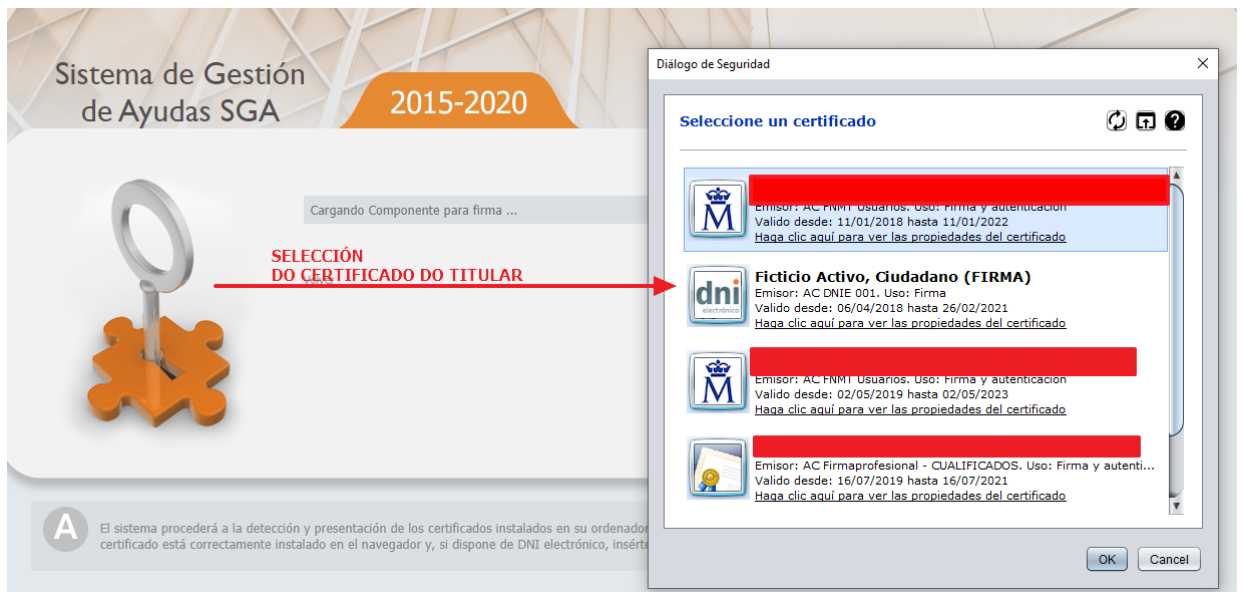 Sistema de Gestión
de Ayudas SGA
2015-2020
Cargando Componente para firma ...
SELECCIÓN
DO CERTIFICADO DO TITULAR
A
El sistema procederá a la detección y presentación de los certificados instalados en su ordenador
certificado está correctamente instalado en el navegador y, si dispone de DNI electrónico, insérte
Diálogo de Seguridad
Seleccione un certificado
Emisor: AC FNMT Usuarios. Uso: Firma y autenticación
Valido desde: 11/01/2018 hasta 11/01/2022
Haga clic aquí para ver las propiedades del certificado
dni
electrónico
Ficticio Activo, Ciudadano (FIRMA)
Emisor: AC DNIE 001. Uso: Firma
Valido desde: 06/04/2018 hasta 26/02/2021
Haga clic aquí para ver las propiedades del certificado
Emisor: AC FNMT Usuarios. Uso: Firma y autenticación
Valido desde: 02/05/2019 hasta 02/05/2023
Haga clic aquí para ver las propiedades del certificado
Emisor: AC Firmaprofesional - CUALIFICADOS. Uso: Firma y autenti...
Valido desde: 16/07/2019 hasta 16/07/2021
Haga clic aquí para ver las propiedades del certificado
OK
Cancel